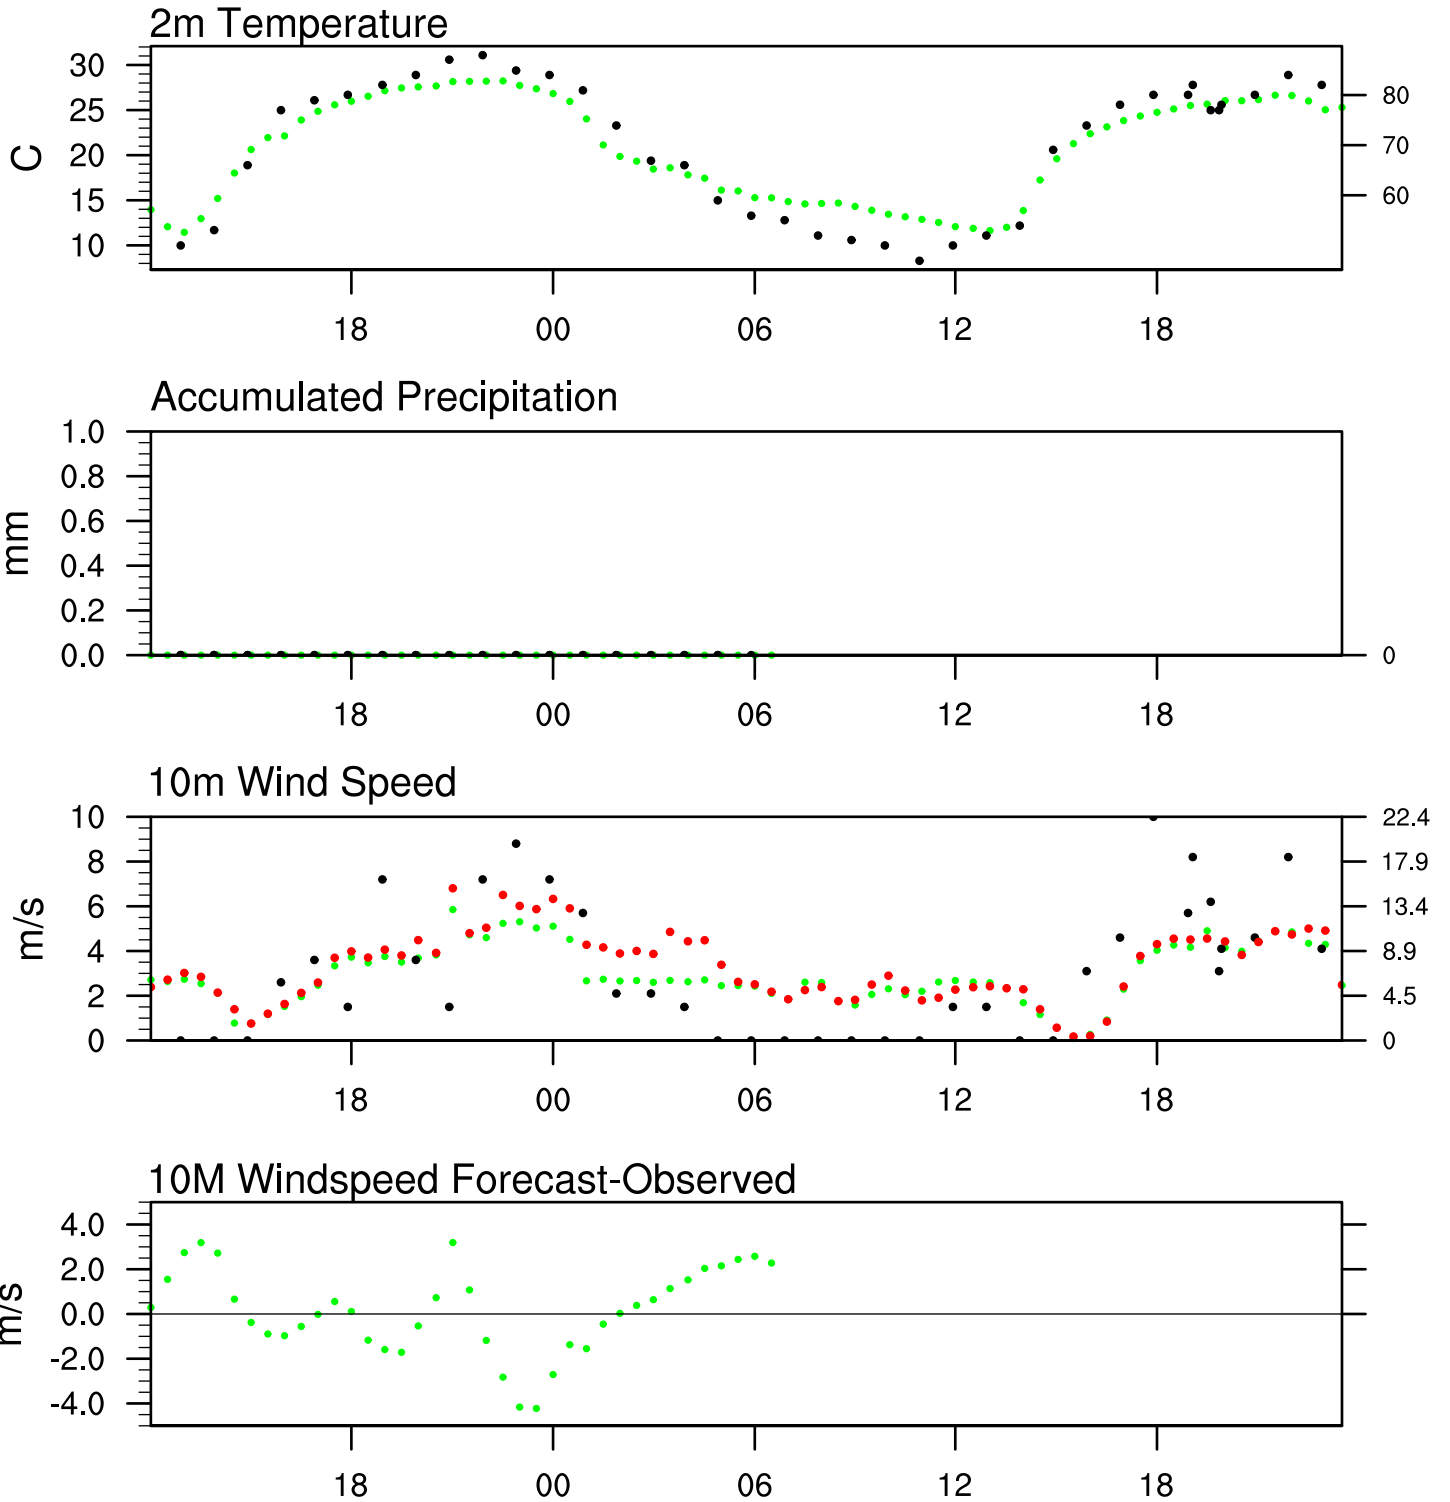 2m Temperature
30
25
20
15
10
C
80
70
60
18 00 06 12 18
Accumulated Precipitation
1.0
0.8
0.6
0.4
0.2
0.0
mm
0
18 00 06 12 18
10m Wind Speed
10
8
6
4
2
0
m/s
22.4
17.9
13.4
8.9
4.5
0
18 00 06 12 18
10M Windspeed Forecast-Observed
4.0
2.0
0.0
-2.0
-4.0
m/s
18 00 06 12 18